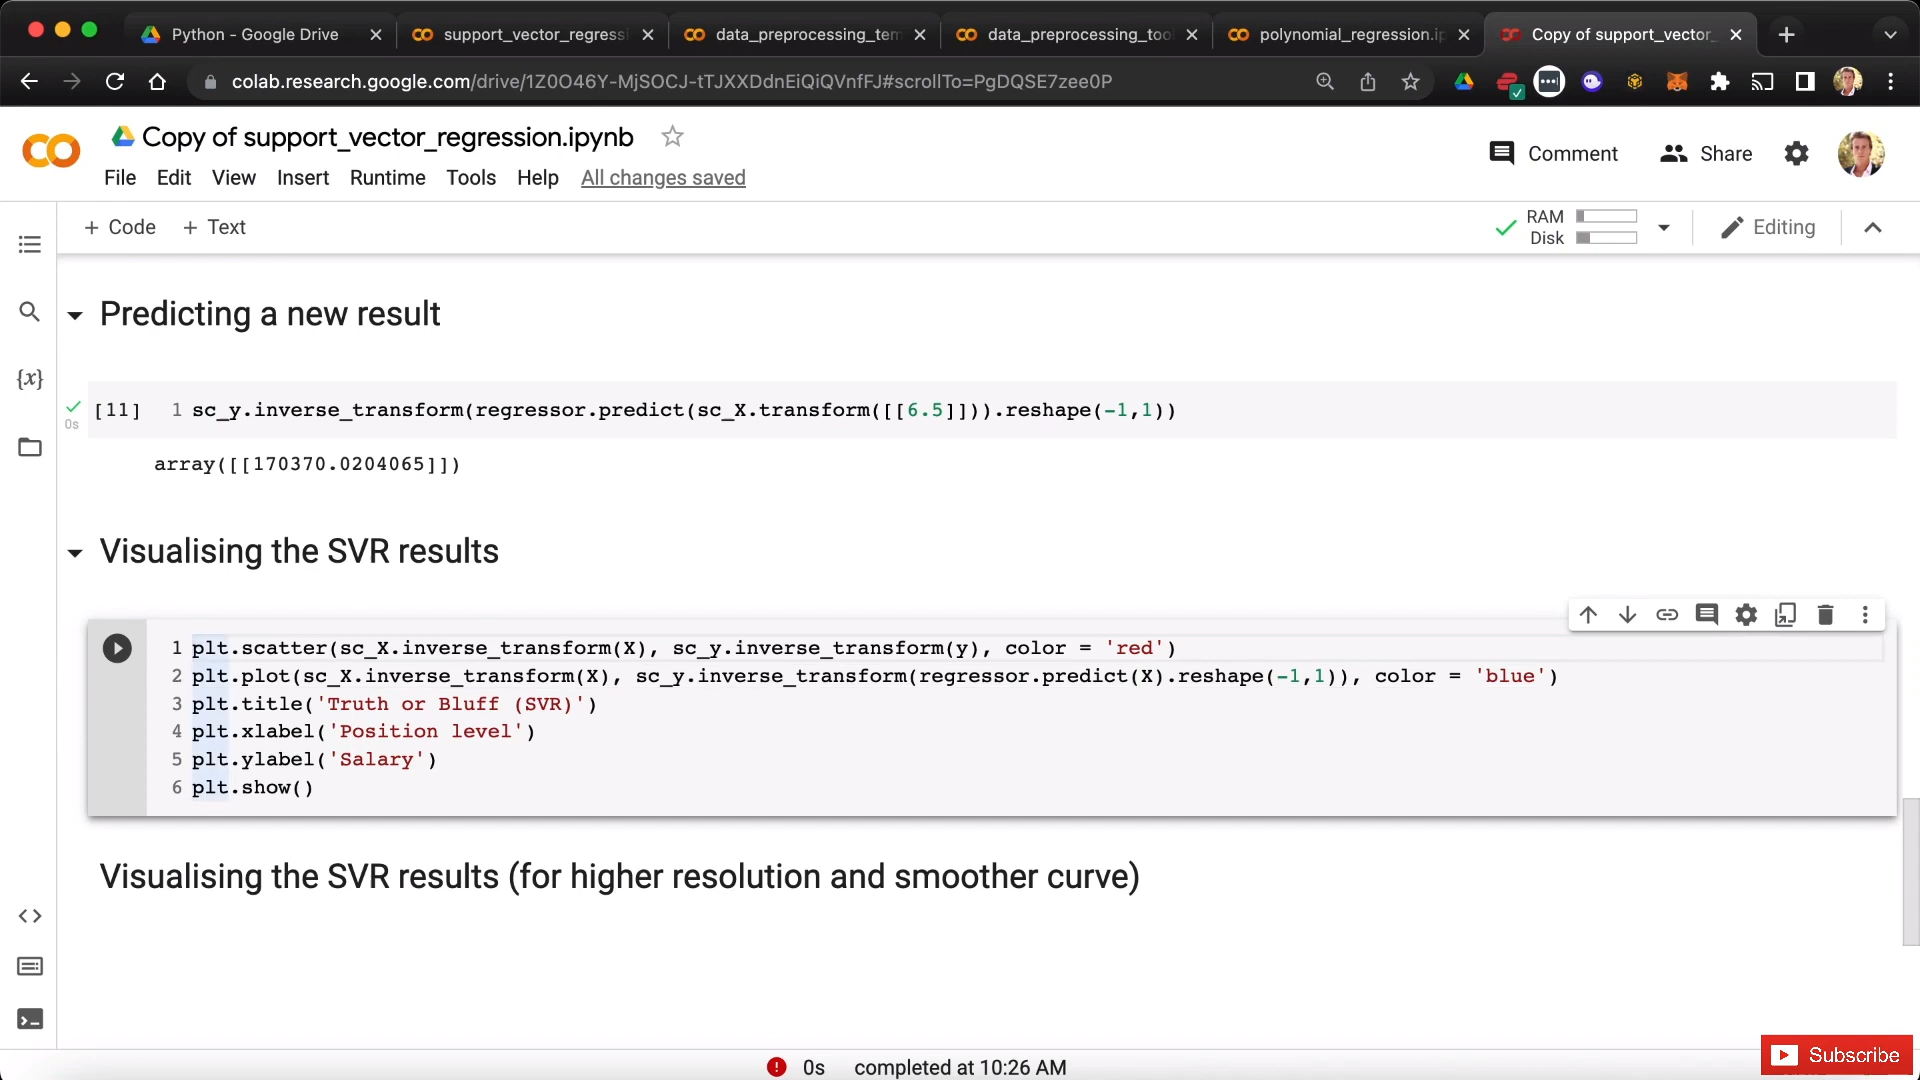 Python - Google Drive
support_vector_regressi
data_preprocessing_tem
data_preprocessing_too
polynomial_regression.ip
Copy of support_vector_
colab.research.google.com/drive/1Z0O46Y-MjSOCJ-tTJXXDdnEiQiQVnfFJ#scrollTo=PgDQSE7zee0P
Copy of support_vector_regression.ipynb
Comment
Share
File Edit View Insert Runtime Tools Help All changes saved
+ Code + Text
RAM
Disk
Editing
Predicting a new result
{x}
[11] 1 sc_y.inverse_transform(regressor.predict(sc_X.transform([[6.5]])).reshape(-1,1))
0s
array([[170370.0204065]])
Visualising the SVR results
1 plt.scatter(sc_X.inverse_transform(X), sc_y.inverse_transform(y), color = 'red')
2 plt.plot(sc_X.inverse_transform(X), sc_y.inverse_transform(regressor.predict(X).reshape(-1,1)), color = 'blue')
3 plt.title('Truth or Bluff (SVR)')
4 plt.xlabel('Position level')
5 plt.ylabel('Salary')
6 plt.show()
Visualising the SVR results (for higher resolution and smoother curve)
0s completed at 10:26 AM
Subscribe